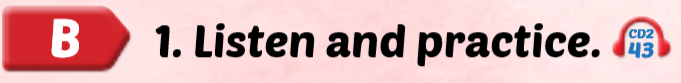 B 1. Listen and practice. CD2
43